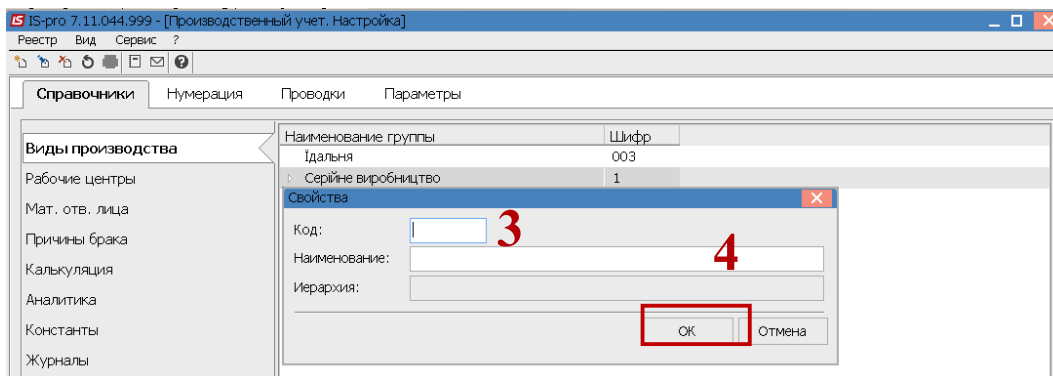 IS-pro 7.11.044.999 - [Производственный учет. Настройка]
Реестр Вид Сервис ?
Справочники Нумерация Проводки Параметры
Виды производства
Рабочие центры
Мат. отв. лица
Причины брака
Калькуляция
Аналитика
Константы
Журналы
Наименование группы Шифр
Їдальня 003
Серійне виробництво 1
Свойства
Код: 3
Наименование: 4
Иерархия:
OK Отмена